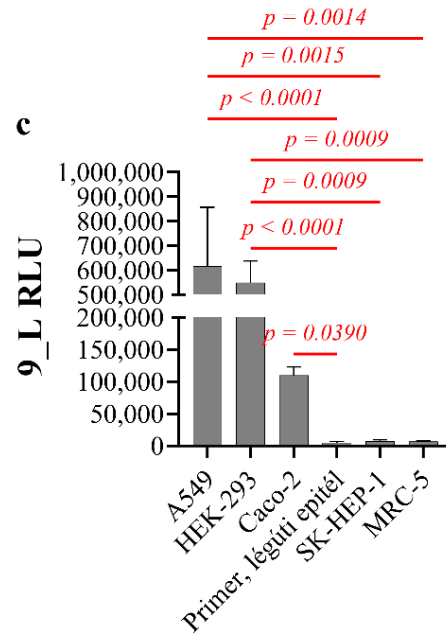 p = 0.0014
p = 0.0015
p < 0.0001
c
p = 0.0009
p = 0.0009
p < 0.0001
p = 0.0390
9_L RLU
1,000,000
900,000
800,000
700,000
600,000
500,000
200,000
150,000
100,000
50,000
0
A549
HEK-293
Caco-2
Primer, légúti epitél
SK-HEP-1
MRC-5